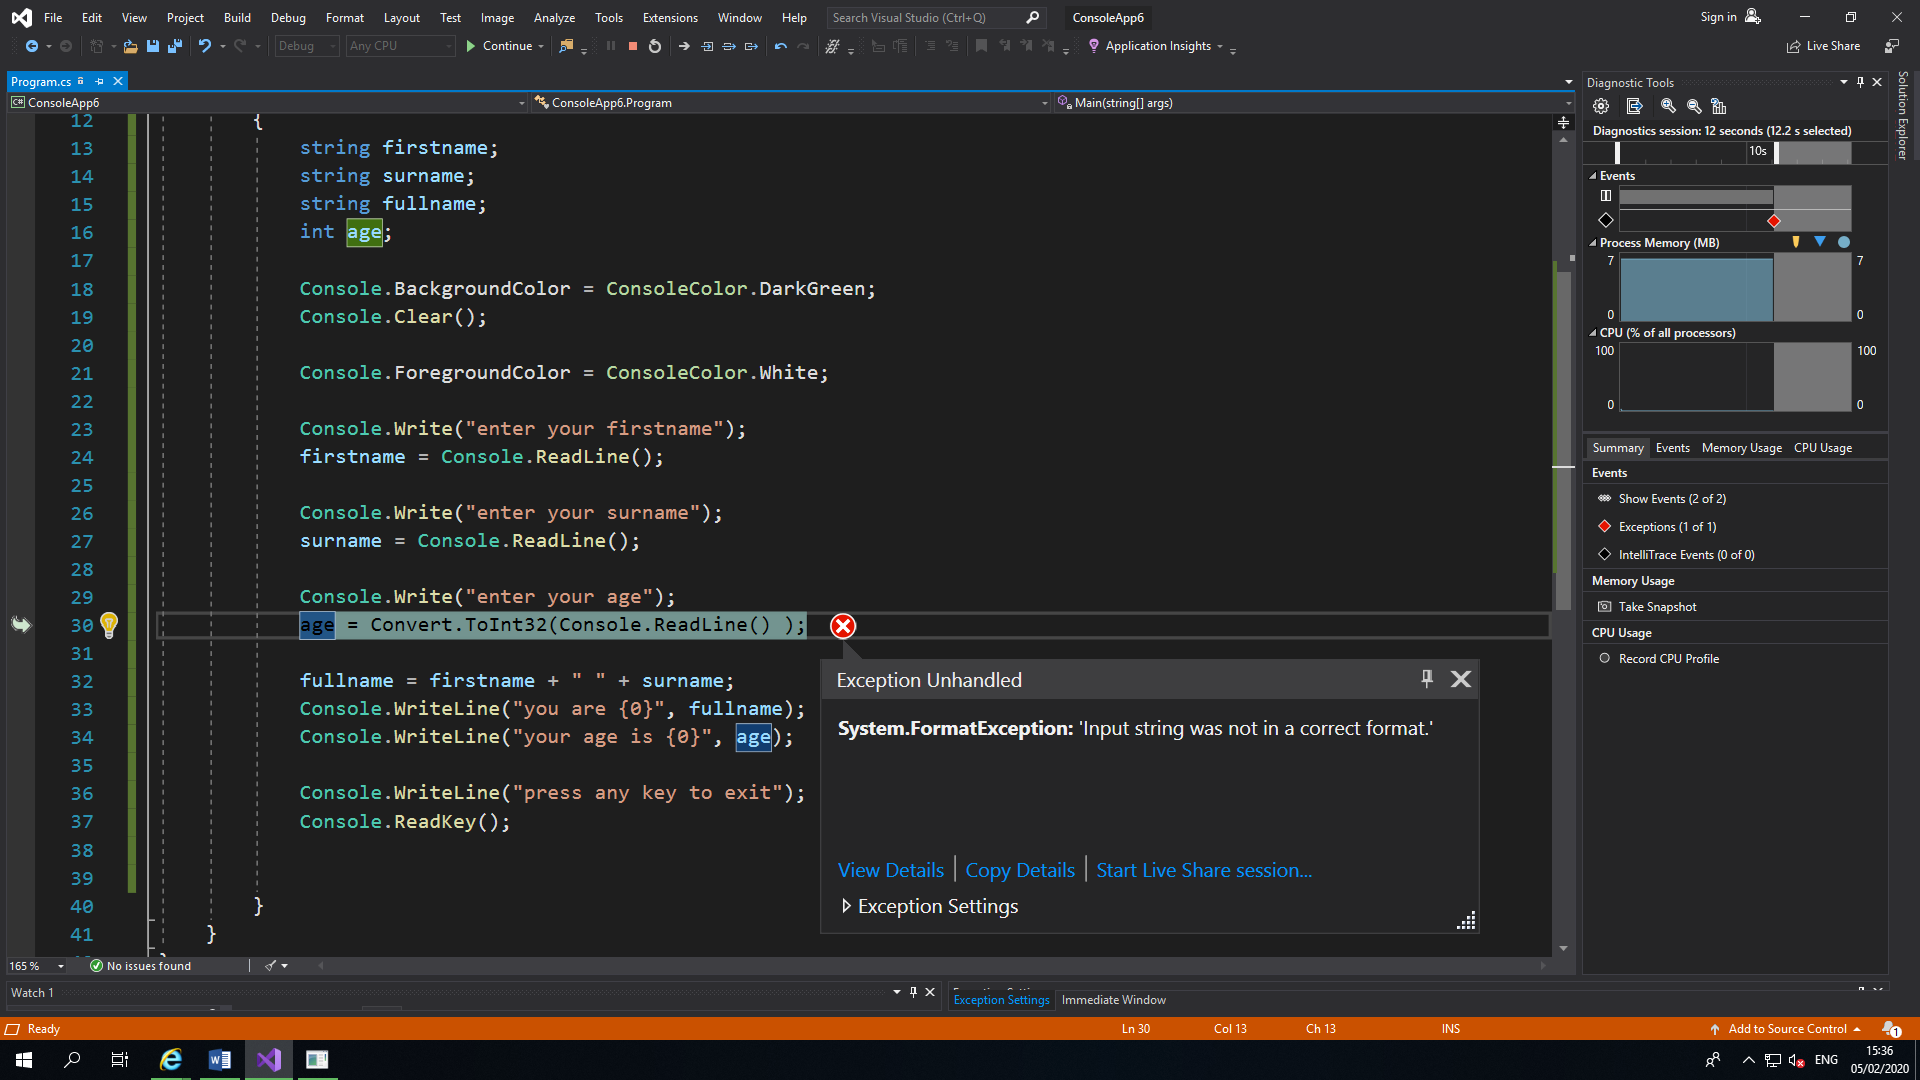 File Edit View Project Build Debug Format Layout Test Image Analyze Tools Extensions Window Help Search Visual Studio (Ctrl+Q) ConsoleApp6 Sign in
Debug Any CPU Continue Application Insights Live Share
Program.cs
ConsoleApp6 ConsoleApp6.Program Main(string[] args)
12 {
13 string firstname;
14 string surname;
15 string fullname;
16 int age;
17
18 Console.BackgroundColor = ConsoleColor.DarkGreen;
19 Console.Clear();
20
21 Console.ForegroundColor = ConsoleColor.White;
22
23 Console.Write("enter your firstname");
24 firstname = Console.ReadLine();
25
26 Console.Write("enter your surname");
27 surname = Console.ReadLine();
28
29 Console.Write("enter your age");
30 age = Convert.ToInt32(Console.ReadLine() );
31
32 fullname = firstname + " " + surname;
33 Console.WriteLine("you are {0}", fullname);
34 Console.WriteLine("your age is {0}", age);
35
36 Console.WriteLine("press any key to exit");
37 Console.ReadKey();
38
39
40 }
41 }
Exception Unhandled
System.FormatException: 'Input string was not in a correct format.'
View Details Copy Details Start Live Share session...
Exception Settings
165 % No issues found
Diagnostic Tools
Diagnostics session: 12 seconds (12.2 s selected)
10s
Events
Process Memory (MB)
7 7
0 0
CPU (% of all processors)
100 100
0 0
Summary Events Memory Usage CPU Usage
Events
Show Events (2 of 2)
Exceptions (1 of 1)
IntelliTrace Events (0 of 0)
Memory Usage
Take Snapshot
CPU Usage
Record CPU Profile
Solution Explorer
Watch 1
Exception Settings Immediate Window
Ready Ln 30 Col 13 Ch 13 INS Add to Source Control 1
ENG
15:36
05/02/2020